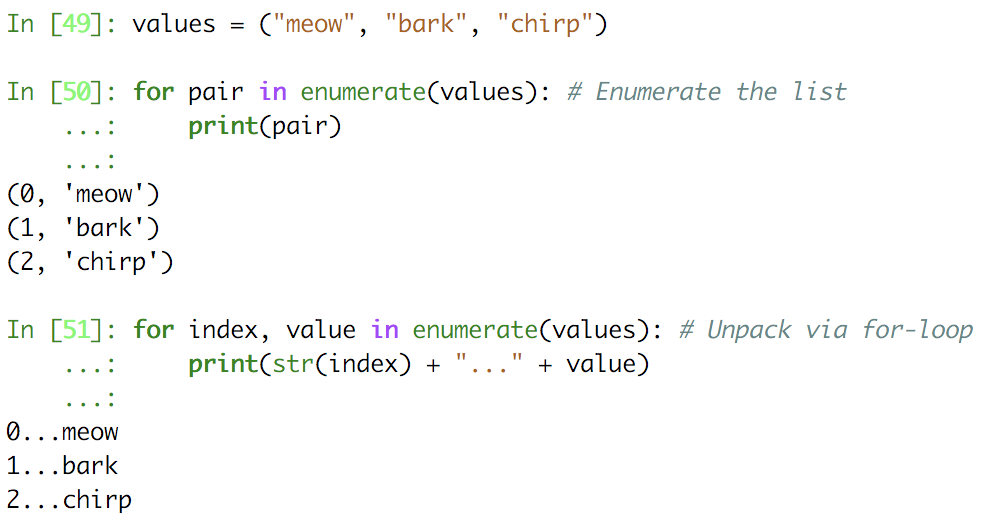 In [49]: values = ("meow", "bark", "chirp")
In [50]: for pair in enumerate(values): # Enumerate the list
    ...:     print(pair)
    ...:
(0, 'meow')
(1, 'bark')
(2, 'chirp')
In [51]: for index, value in enumerate(values): # Unpack via for-loop
    ...:     print(str(index) + "..." + value)
    ...:
0...meow
1...bark
2...chirp